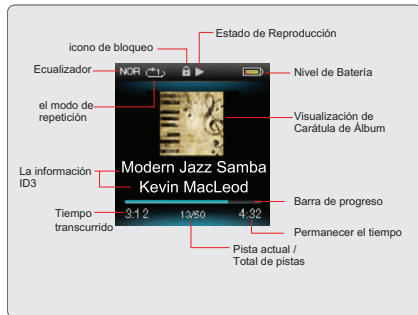 Estado de Reproducción
icono de bloqueo
Ecualizador
NOR
1
Nivel de Batería
el modo de
repetición
Visualización de
Carátula de Álbum
La información
ID3
Modern Jazz Samba
Kevin MacLeod
Barra de progreso
Tiempo
transcurrido
3:12
13/50
4:32
Permanecer el tiempo
Pista actual /
Total de pistas